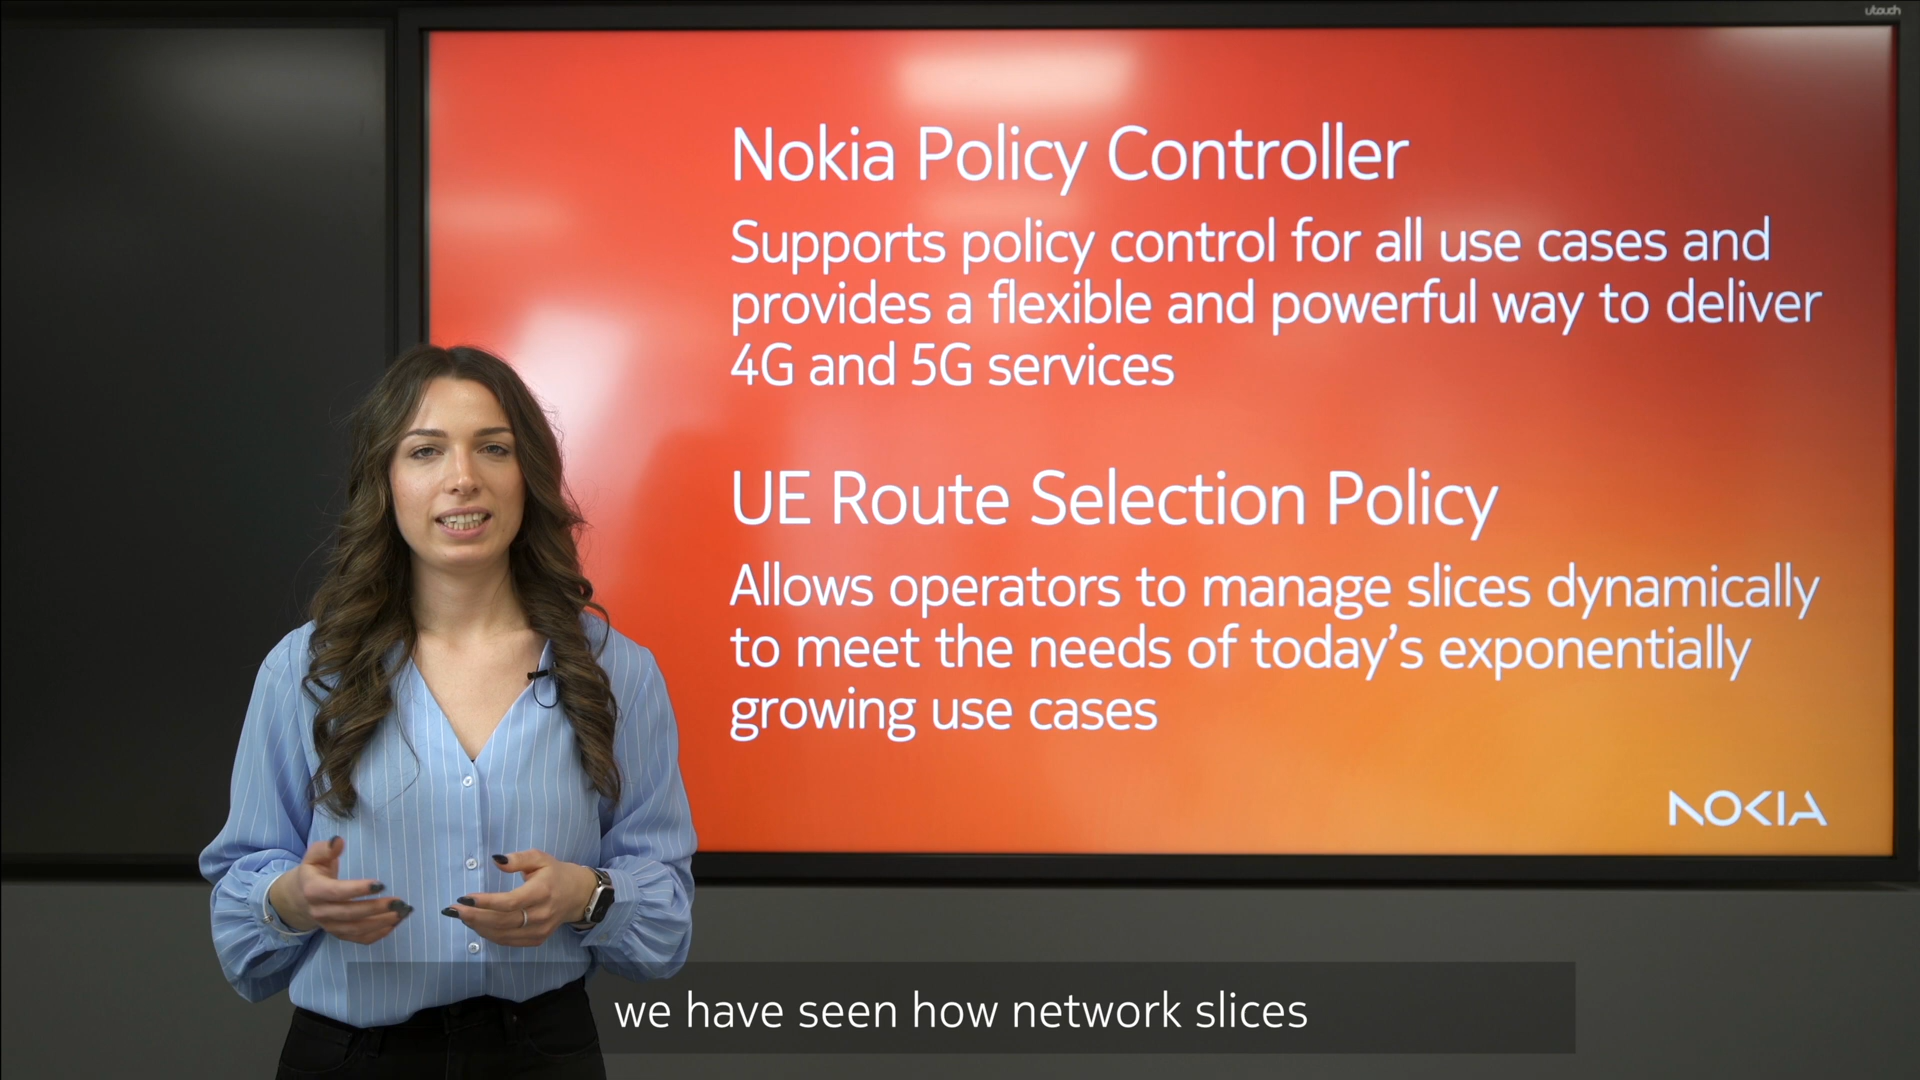 utouch
Nokia Policy Controller
Supports policy control for all use cases and
provides a flexible and powerful way to deliver
4G and 5G services
UE Route Selection Policy
Allows operators to manage slices dynamically
to meet the needs of today's exponentially
growing use cases
NOKIA
we have seen how network slices